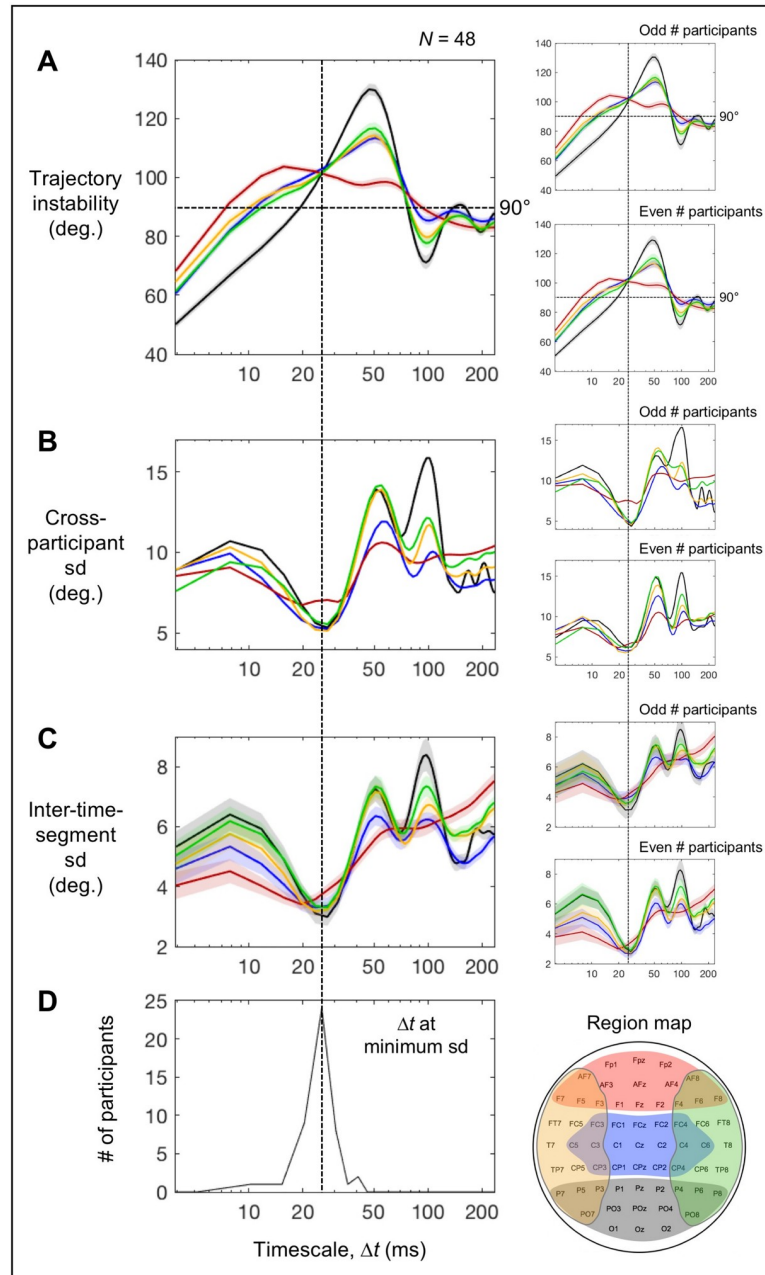 N = 48
A
Trajectory
instability
(deg.)
140
120
100
80
60
40
90°
10 20 50 100 200
Odd # participants
140
120
100
80
60
40
90°
10 20 50 100 200
Even # participants
140
120
100
80
60
40
90°
10 20 50 100 200
B
Cross-
participant
sd
(deg.)
15
10
5
10 20 50 100 200
Odd # participants
15
10
5
10 20 50 100 200
Even # participants
15
10
5
10 20 50 100 200
C
Inter-time-
segment
sd
(deg.)
8
6
4
2
10 20 50 100 200
Odd # participants
8
6
4
2
10 20 50 100 200
Even # participants
8
6
4
2
10 20 50 100 200
D
# of participants
25
20
15
10
5
0
Δt at
minimum sd
10 20 50 100 200
Timescale, Δt (ms)
Region map
Fp1 Fpz Fp2
AF7 AF3 AFz AF4 AF8
F7 F5 F3 F1 Fz F2 F4 F6 F8
FT7 FC5 FC3 FC1 FCz FC2 FC4 FC6 FT8
T7 C5 C3 C1 Cz C2 C4 C6 T8
TP7 CP5 CP3 CP1 CPz CP2 CP4 CP6 TP8
P7 P5 P3 P1 Pz P2 P4 P6 P8
PO7 PO3 POz PO4 PO8
O1 Oz O2